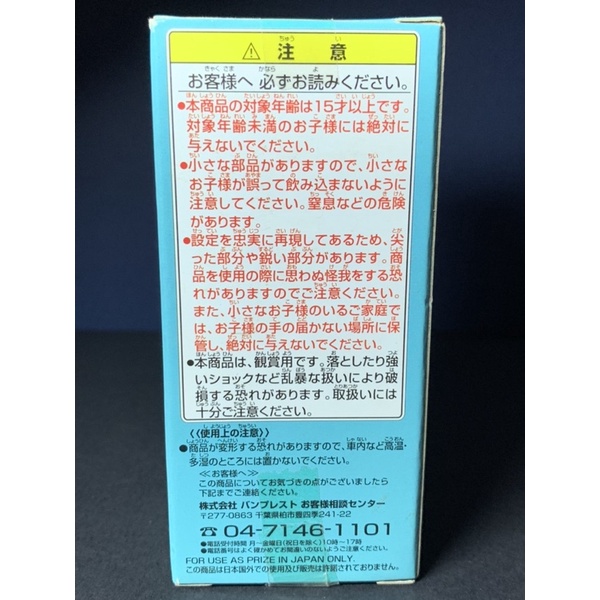 ⚠ 注意
お客様へ 必ずお読みください。
●本商品の対象年齢は15才以上です。
対象年齢未満のお子様には絶対に
与えないでください。
●小さな部品がありますので、小さな
お子様が誤って飲み込まないように
注意してください。窒息などの危険
があります。
●設定を忠実に再現してあるため、尖
った部分や鋭い部分があります。商
品を使用の際に思わぬ怪我をする恐
れがありますのでご注意ください。
また、小さなお子様のいるご家庭で
は、お子様の手の届かない場所に保
管し、絶対に与えないでください。
●本商品は、観賞用です。落としたり強
いショックなど乱暴な扱いにより破
損する恐れがあります。取扱いには
十分ご注意ください。
《使用上の注意》
●商品が変形する恐れがありますので、車内など高温・
多湿のところには置かないでください。
≪お客様へ≫
この商品についてお気づきの点がございましたら
下記までご連絡ください。
株式会社 バンプレスト お客様相談センター
〒277-0863 千葉県柏市豊四季241-22
☎04-7146-1101
●電話受付時間 月〜金曜日(祝日を除く)10時〜17時
●電話番号はよく確かめてお間違いのないようご注意ください。
FOR USE AS PRIZE IN JAPAN ONLY.
この商品は日本国外での使用及び販売は許諾されておりません。